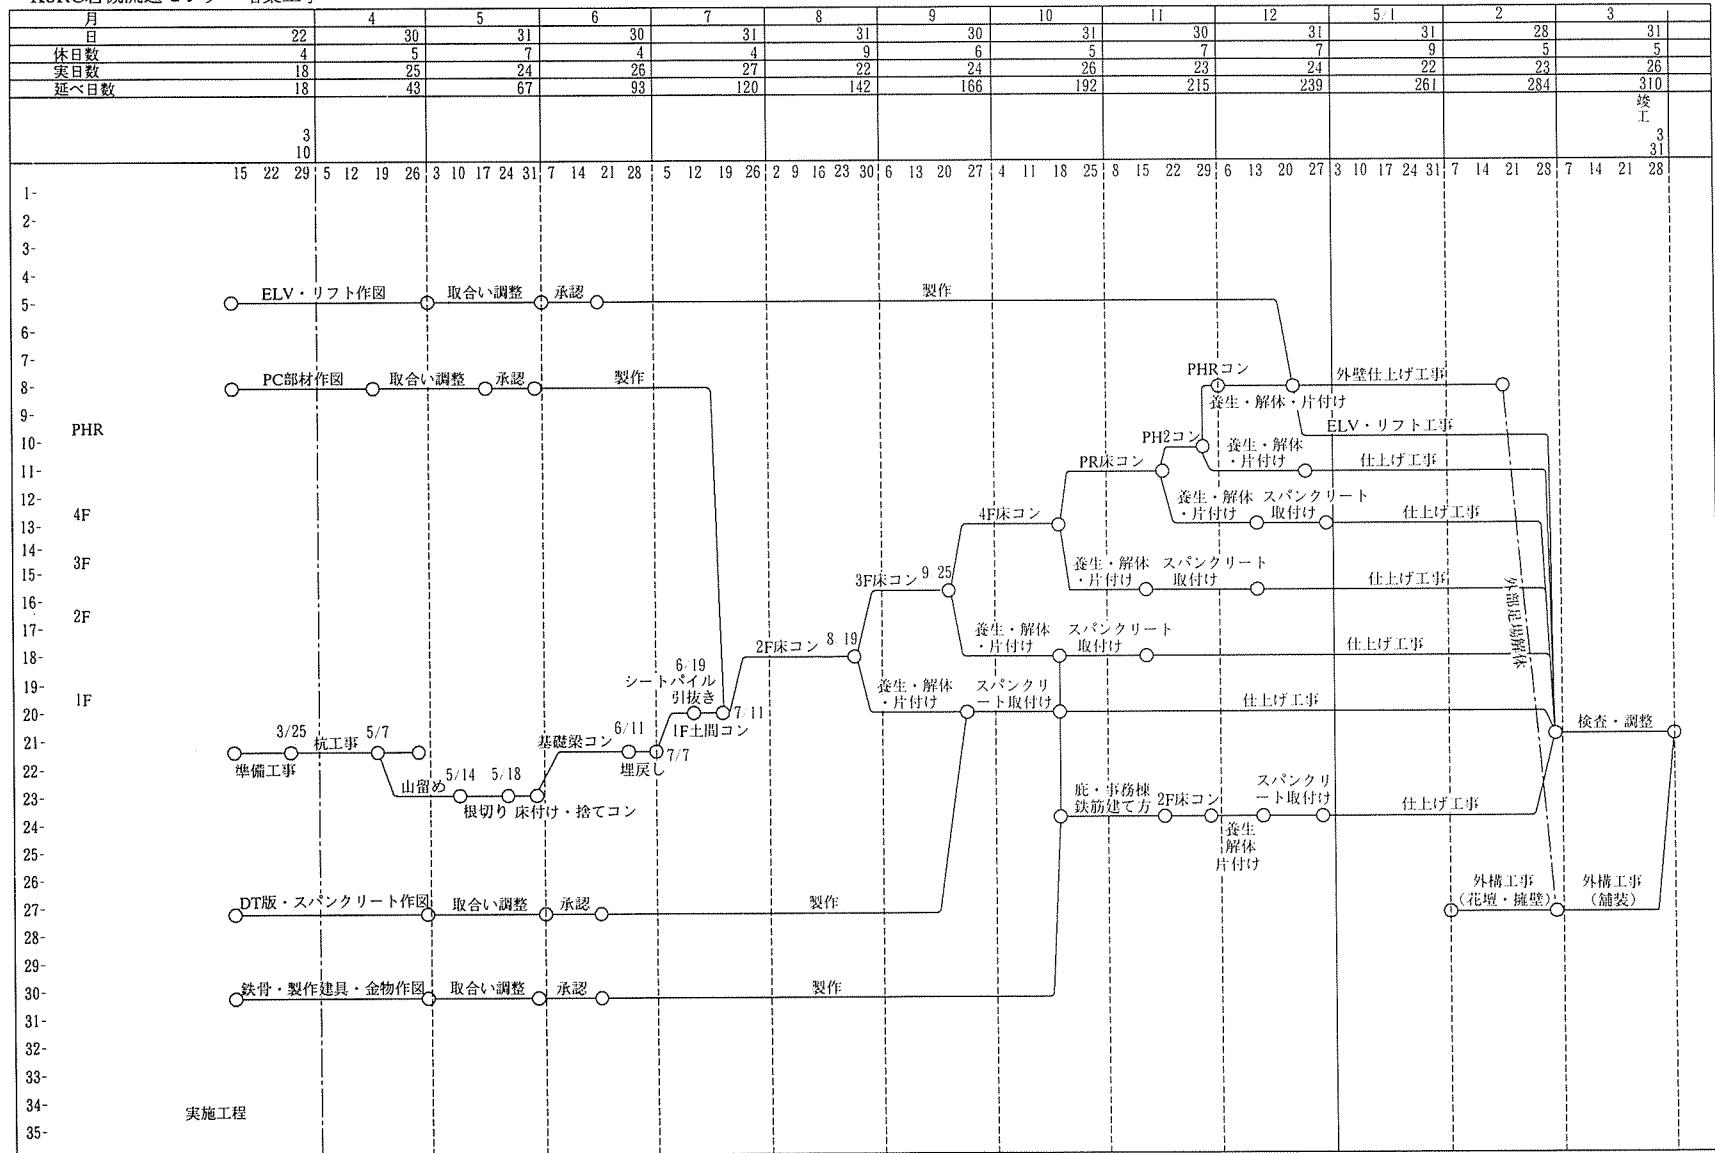 月 4 5 6 7 8 9 10 11 12 5/1 2 3
日 22 30 31 30 31 31 30 31 30 31 31 28 31
休日数 4 5 7 4 4 9 6 5 7 7 9 5 5
実日数 18 25 24 26 27 22 24 26 23 24 22 23 26
延べ日数 18 43 67 93 120 142 166 192 215 239 261 284 310
竣工
3 3
10 31
15 22 29 5 12 19 26 3 10 17 24 31 7 14 21 28 5 12 19 26 2 9 16 23 30 6 13 20 27 4 11 18 25 8 15 22 29 6 13 20 27 3 10 17 24 31 7 14 21 28 7 14 21 28
1-
2-
3-
4-
ELV・リフト作図 取合い調整 承認 製作
5-
6-
7-
PHRコン 外壁仕上げ工事
PC部材作図 取合い調整 承認 製作
8-
養生・解体・片付け
9-
PHR
ELV・リフト工事
10-
PH2コン 養生・解体
・片付け 仕上げ工事
PR床コン
11-
12-
養生・解体 スパンクリート
4F
4F床コン ・片付け 取付け 仕上げ工事
13-
14-
3F
養生・解体 スパンクリート
15-
3F床コン 9/25 ・片付け 取付け 仕上げ工事
16-
2F
外部足場解体
17-
養生・解体 スパンクリート
2F床コン 8/19 ・片付け 取付け 仕上げ工事
18-
6/19
シートパイル
引抜き
19-
1F
養生・解体 スパンクリ
・片付け ート取付け 仕上げ工事
20-
7/11
1F土間コン
検査・調整
3/25 杭工事 5/7 基礎梁コン 6/11
21-
準備工事 埋戻し 7/7
22-
山留め 5/14 5/18
23-
根切り 床付け・捨てコン
庇・事務棟 スパンクリ
鉄筋建て方 2F床コン ート取付け 仕上げ工事
24-
養生
解体
片付け
25-
26-
外構工事 外構工事
DT版・スパンクリート作図 取合い調整 承認 製作 (花壇・擁壁) (舗装)
27-
28-
29-
鉄骨・製作建具・金物作図 取合い調整 承認 製作
30-
31-
32-
33-
34-
実施工程
35-